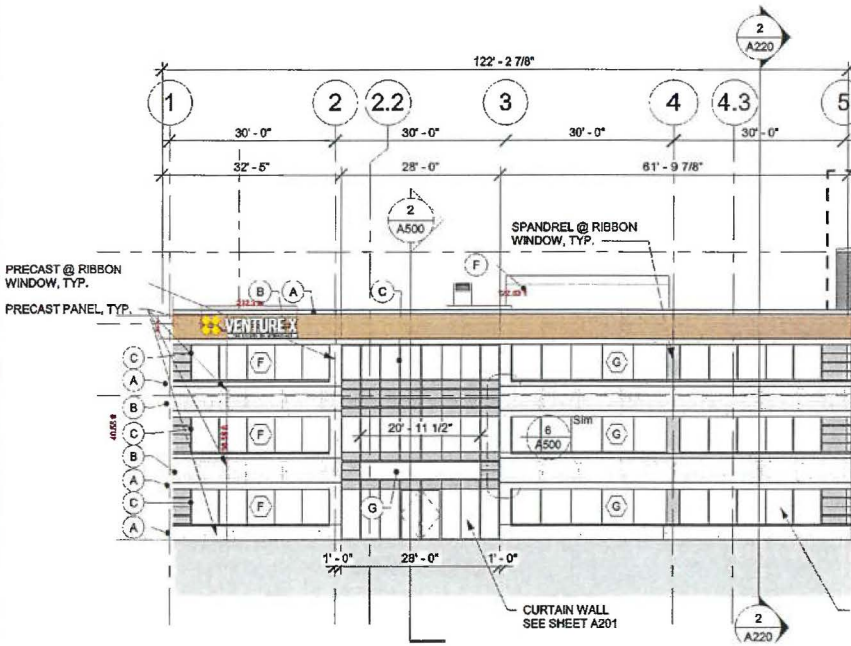 2
A220
122' - 2 7/8"
1
2
2.2
3
4
4.3
5
30' - 0"
30' - 0"
30' - 0"
30' - 0"
32' - 5"
28' - 0"
61' - 9 7/8"
2
A500
SPANDREL @ RIBBON
WINDOW, TYP.
F
PRECAST @ RIBBON
WINDOW, TYP.
B
A
C
PRECAST PANEL, TYP.
VENTURE X
C
F
G
A
B
Sim
C
20' - 11 1/2"
6
A500
F
G
B
A
C
F
G
G
A
1' - 0"
28' - 0"
1' - 0"
CURTAIN WALL
SEE SHEET A201
2
A220